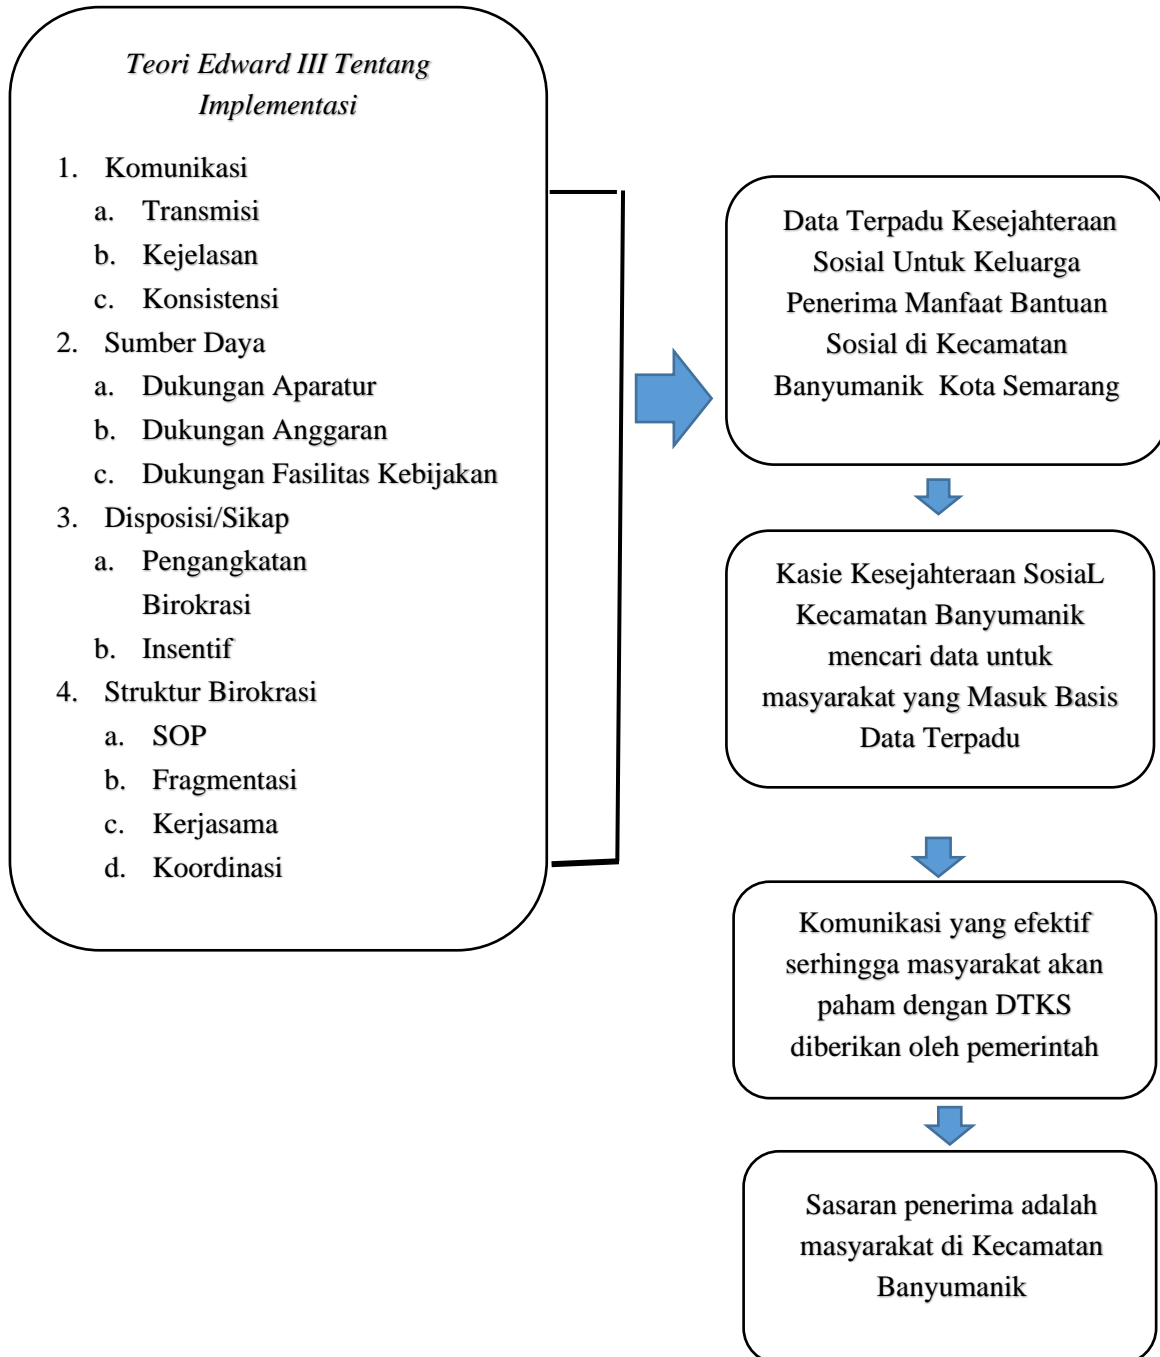 Teori Edward III Tentang
Implementasi
1. Komunikasi
a. Transmisi
b. Kejelasan
c. Konsistensi
2. Sumber Daya
a. Dukungan Aparatur
b. Dukungan Anggaran
c. Dukungan Fasilitas Kebijakan
3. Disposisi/Sikap
a. Pengangkatan
Birokrasi
b. Insentif
4. Struktur Birokrasi
a. SOP
b. Fragmentasi
c. Kerjasama
d. Koordinasi
Data Terpadu Kesejahteraan
Sosial Untuk Keluarga
Penerima Manfaat Bantuan
Sosial di Kecamatan
Banyumanik Kota Semarang
Kasie Kesejahteraan SosiaL
Kecamatan Banyumanik
mencari data untuk
masyarakat yang Masuk Basis
Data Terpadu
Komunikasi yang efektif
serhingga masyarakat akan
paham dengan DTKS
diberikan oleh pemerintah
Sasaran penerima adalah
masyarakat di Kecamatan
Banyumanik